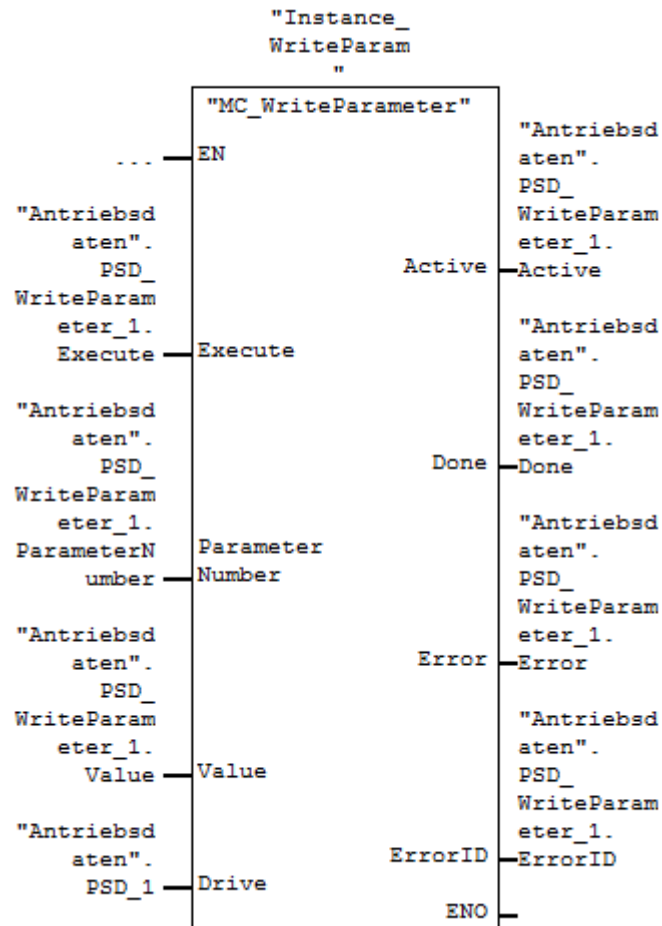 "Instance_
WriteParam
"
"MC_WriteParameter"
... EN
"Antriebsd
aten".
PSD_
WriteParam
eter_1.
Active
Active
"Antriebsd
aten".
PSD_
WriteParam
eter_1.
Execute
Execute
"Antriebsd
aten".
PSD_
WriteParam
eter_1.
Done
Done
"Antriebsd
aten".
PSD_
WriteParam
eter_1.
ParameterN
umber
Parameter
Number
"Antriebsd
aten".
PSD_
WriteParam
eter_1.
Error
Error
"Antriebsd
aten".
PSD_
WriteParam
eter_1.
Value
Value
"Antriebsd
aten".
PSD_
WriteParam
eter_1.
ErrorID
ErrorID
"Antriebsd
aten".
PSD_1
Drive
ENO